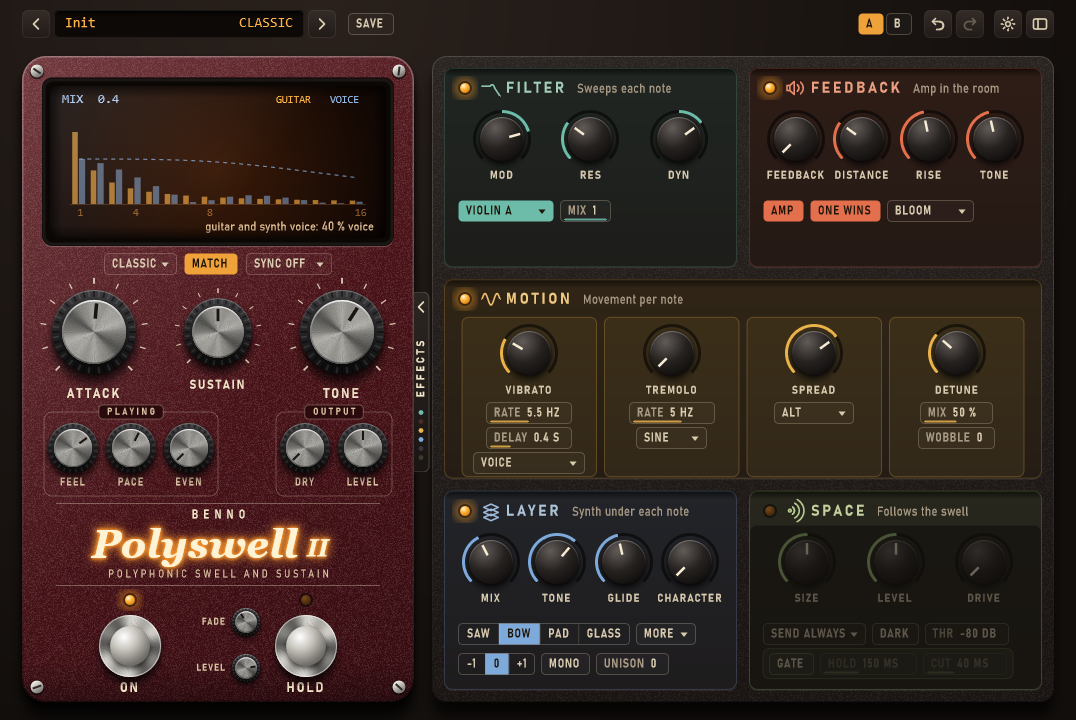 Init CLASSIC
SAVE
A B
MIX 0.4 GUITAR VOICE
1 4 8 16
guitar and synth voice: 40 % voice
CLASSIC MATCH SYNC OFF
ATTACK SUSTAIN TONE
PLAYING OUTPUT
FEEL PACE EVEN DRY LEVEL
BENNO
Polyswell II
POLYPHONIC SWELL AND SUSTAIN
FADE
LEVEL
ON HOLD
EFFECTS
FILTER Sweeps each note
MOD RES DYN
VIOLIN A MIX 1
FEEDBACK Amp in the room
FEEDBACK DISTANCE RISE TONE
AMP ONE WINS BLOOM
MOTION Movement per note
VIBRATO TREMOLO SPREAD DETUNE
RATE 5.5 HZ RATE 5 HZ ALT MIX 50 %
DELAY 0.4 S SINE WOBBLE 0
VOICE
LAYER Synth under each note
MIX TONE GLIDE CHARACTER
SAW BOW PAD GLASS MORE
-1 0 +1 MONO UNISON 0
SPACE Follows the swell
SIZE LEVEL DRIVE
SEND ALWAYS DARK THR -80 DB
GATE HOLD 150 MS CUT 40 MS